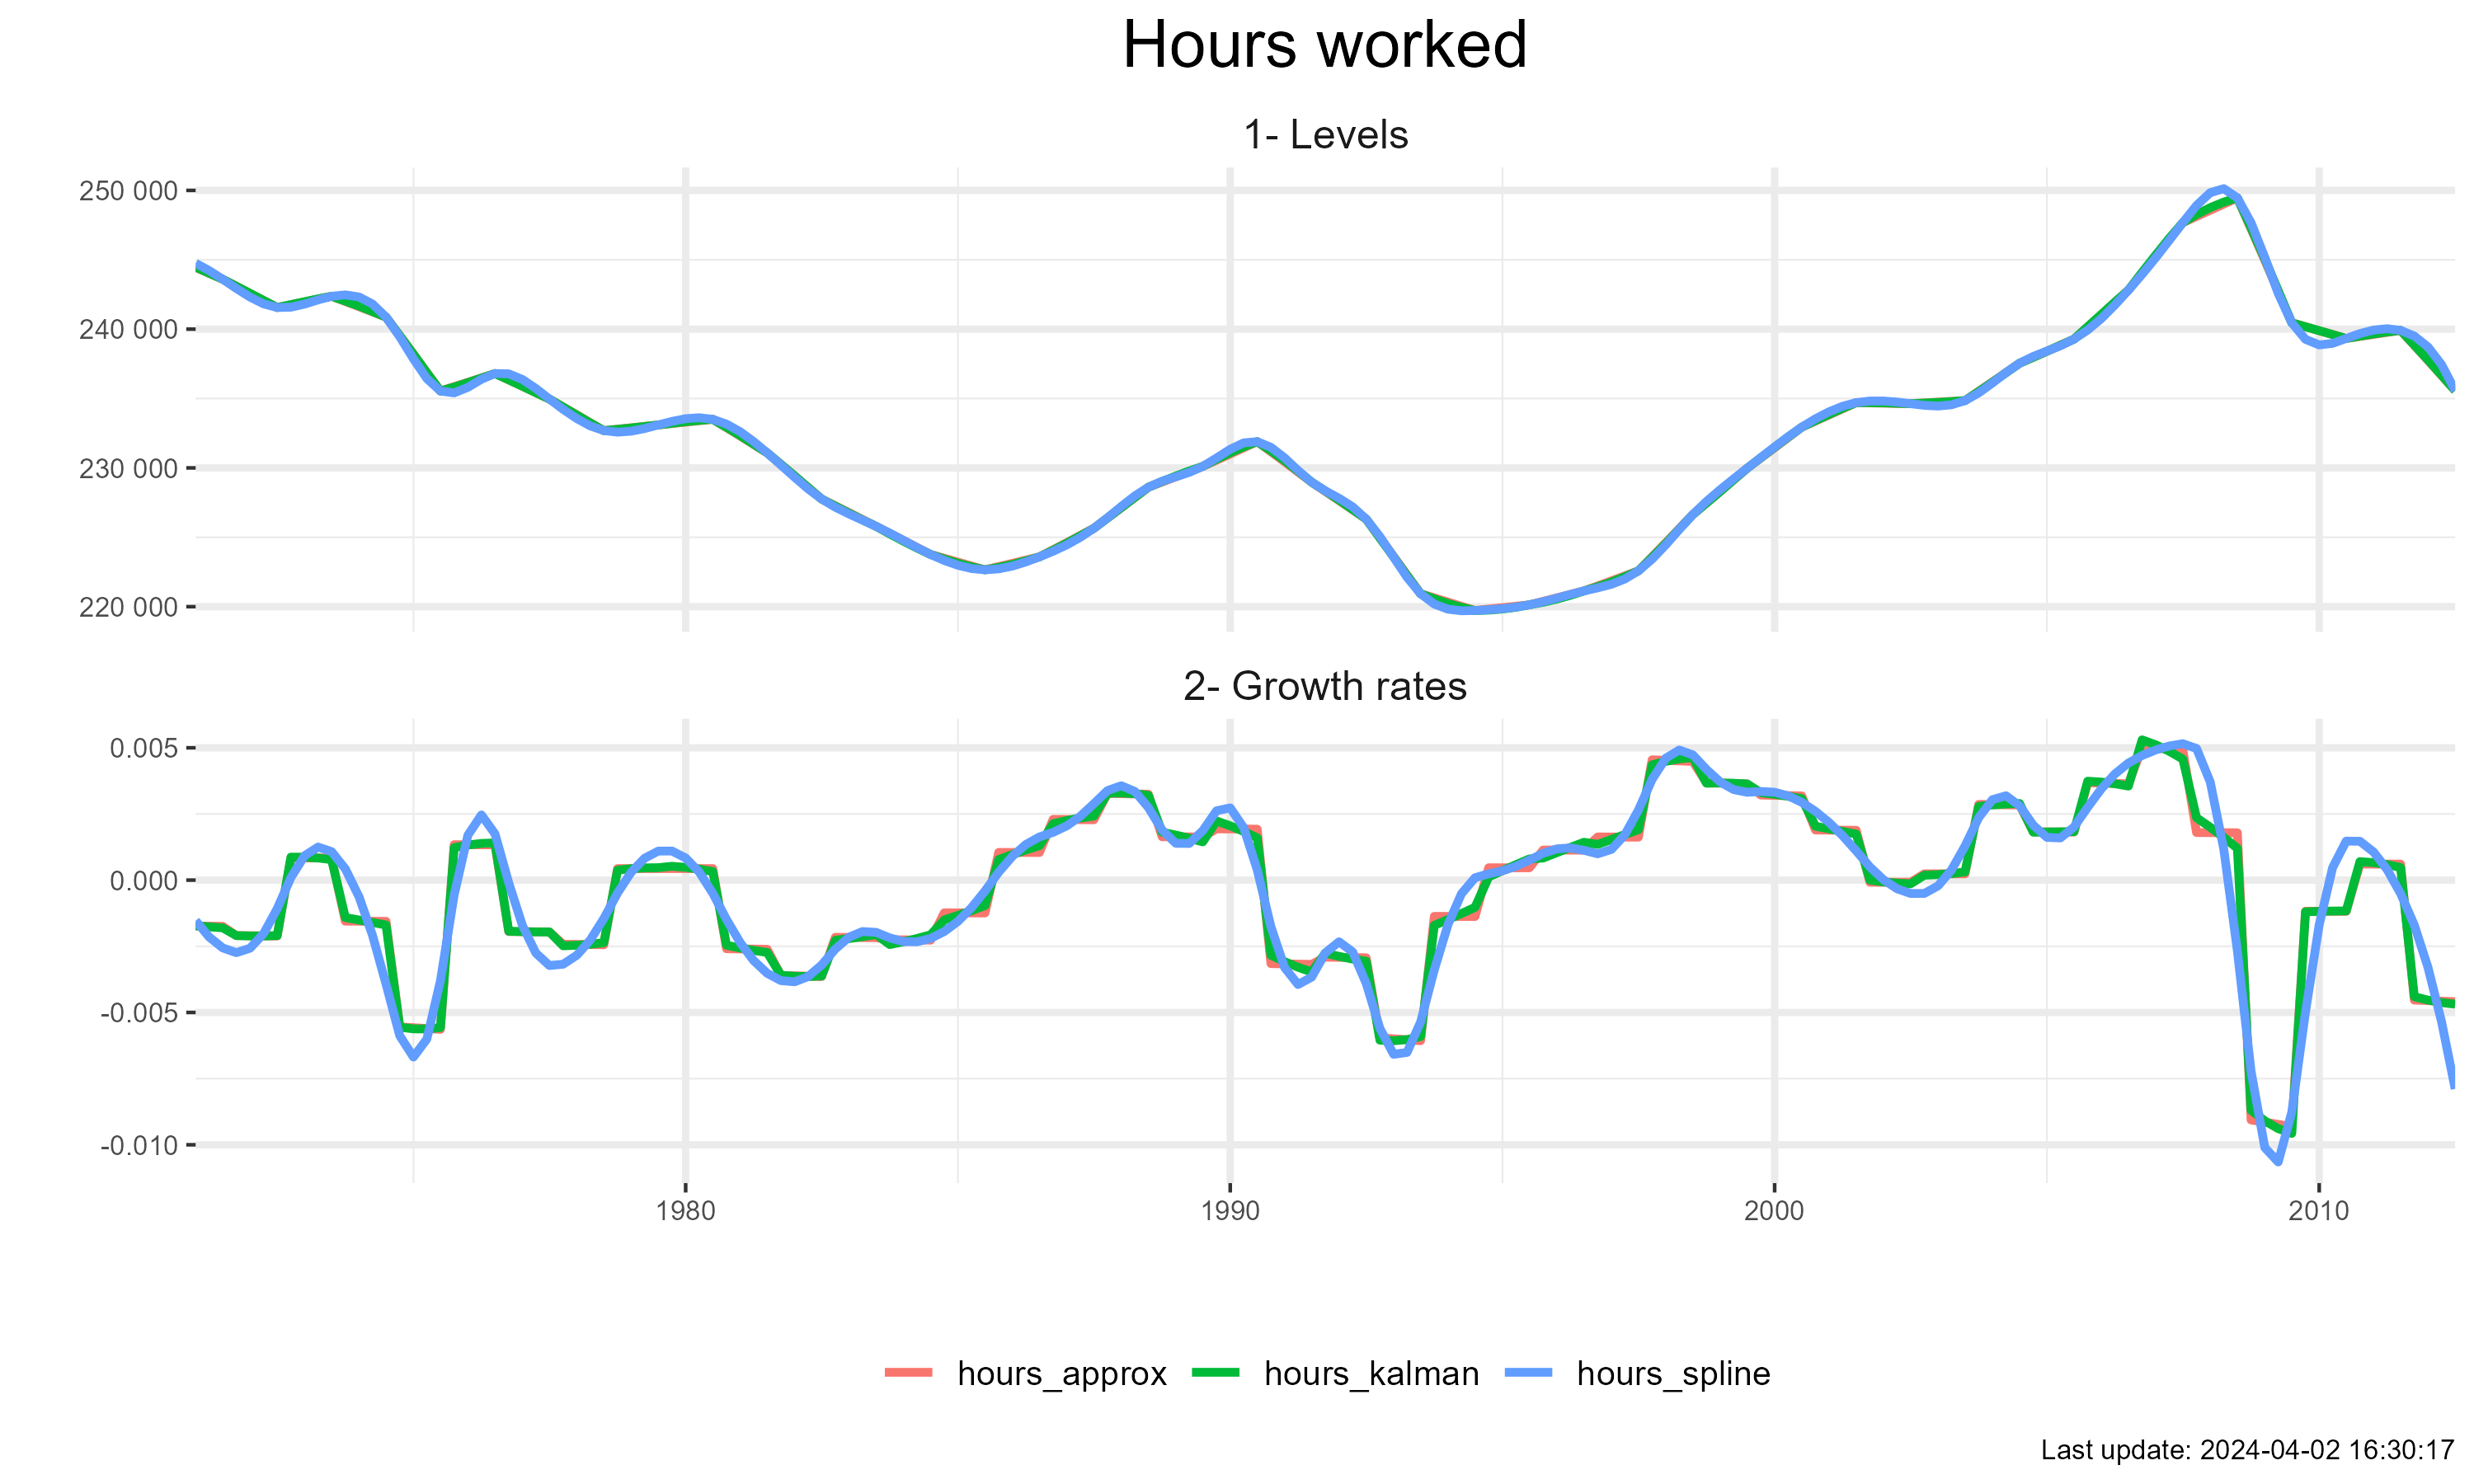 Hours worked
1- Levels
250 000
240 000
230 000
220 000
2- Growth rates
0.005
0.000
-0.005
-0.010
1980 1990 2000 2010
hours_approx hours_kalman hours_spline
Last update: 2024-04-02 16:30:17